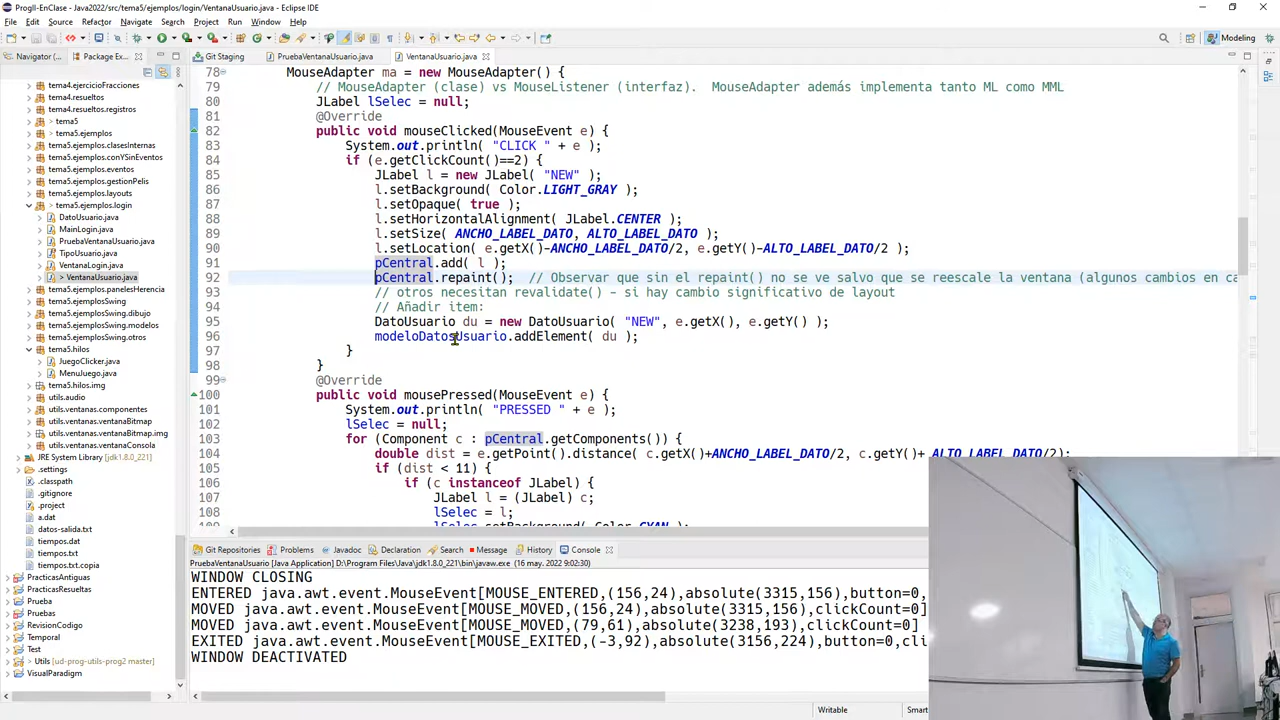 ProgII-EnClase - Java2022/src/tema5/ejemplos/login/VentanaUsuario.java - Eclipse IDE
File Edit Source Refactor Navigate Search Project Run Window Help
Modeling
Navigator (... Package Ex...
Git Staging PruebaVentanaUsuario.java VentanaUsuario.java
tema4.ejercicioFracciones
tema4.resueltos
tema4.resueltos.registros
> tema5
> tema5.ejemplos
tema5.ejemplos.clasesInternas
tema5.ejemplos.conYSinEventos
tema5.ejemplos.eventos
tema5.ejemplos.gestionPelis
tema5.ejemplos.layouts
> tema5.ejemplos.login
DatoUsuario.java
MainLogin.java
PruebaVentanaUsuario.java
TipoUsuario.java
VentanaLogin.java
> VentanaUsuario.java
tema5.ejemplos.panelesHerencia
tema5.ejemplosSwing
tema5.ejemplosSwing.dibujo
tema5.ejemplosSwing.modelos
tema5.ejemplosSwing.otros
tema5.hilos
JuegoClicker.java
MenuJuego.java
tema5.hilos.img
utils.audio
utils.ventanas.componentes
utils.ventanas.ventanaBitmap
utils.ventanas.ventanaBitmap.img
utils.ventanas.ventanaConsola
JRE System Library [jdk1.8.0_221]
.settings
.classpath
.gitignore
.project
a.dat
datos-salida.txt
tiempos.dat
tiempos.txt
tiempos.txt.copia
PracticasAntiguas
PracticasResueltas
Prueba
Pruebas
RevisionCodigo
Temporal
Test
> Utils [ud-prog-utils-prog2 master]
VisualParadigm
78 MouseAdapter ma = new MouseAdapter() {
79 // MouseAdapter (clase) vs MouseListener (interfaz).  MouseAdapter además implementa tanto ML como MML
80 JLabel lSelec = null;
81 @Override
82 public void mouseClicked(MouseEvent e) {
83 System.out.println( "CLICK " + e );
84 if (e.getClickCount()==2) {
85 JLabel l = new JLabel( "NEW" );
86 l.setBackground( Color.LIGHT_GRAY );
87 l.setOpaque( true );
88 l.setHorizontalAlignment( JLabel.CENTER );
89 l.setSize( ANCHO_LABEL_DATO, ALTO_LABEL_DATO );
90 l.setLocation( e.getX()-ANCHO_LABEL_DATO/2, e.getY()-ALTO_LABEL_DATO/2 );
91 pCentral.add( l );
92 pCentral.repaint();  // Observar que sin el repaint() no se ve salvo que se reescale la ventana (algunos cambios en ca
93 // otros necesitan revalidate() - si hay cambio significativo de layout
94 // Añadir item:
95 DatoUsuario du = new DatoUsuario( "NEW", e.getX(), e.getY() );
96 modeloDatosUsuario.addElement( du );
97 }
98 }
99 @Override
100 public void mousePressed(MouseEvent e) {
101 System.out.println( "PRESSED " + e );
102 lSelec = null;
103 for (Component c : pCentral.getComponents()) {
104 double dist = e.getPoint().distance( c.getX()+ANCHO_LABEL_DATO/2, c.getY()+ ALTO_LABEL_DATO/2);
105 if (dist < 11) {
106 if (c instanceof JLabel) {
107 JLabel l = (JLabel) c;
108 lSelec = l;
109 lSelec.setBackground( Color.CYAN );
Git Repositories Problems Javadoc Declaration Search Message History Console
PruebaVentanaUsuario [Java Application] D:\Program Files\Java\jdk1.8.0_221\bin\javaw.exe  (16 may. 2022 9:02:30)
WINDOW CLOSING
ENTERED java.awt.event.MouseEvent[MOUSE_ENTERED,(156,24),absolute(3315,156),button=0,
MOVED java.awt.event.MouseEvent[MOUSE_MOVED,(156,24),absolute(3315,156),clickCount=0]
MOVED java.awt.event.MouseEvent[MOUSE_MOVED,(79,61),absolute(3238,193),clickCount=0]
EXITED java.awt.event.MouseEvent[MOUSE_EXITED,(-3,92),absolute(3156,224),button=0,cli
WINDOW DEACTIVATED
Writable Smart